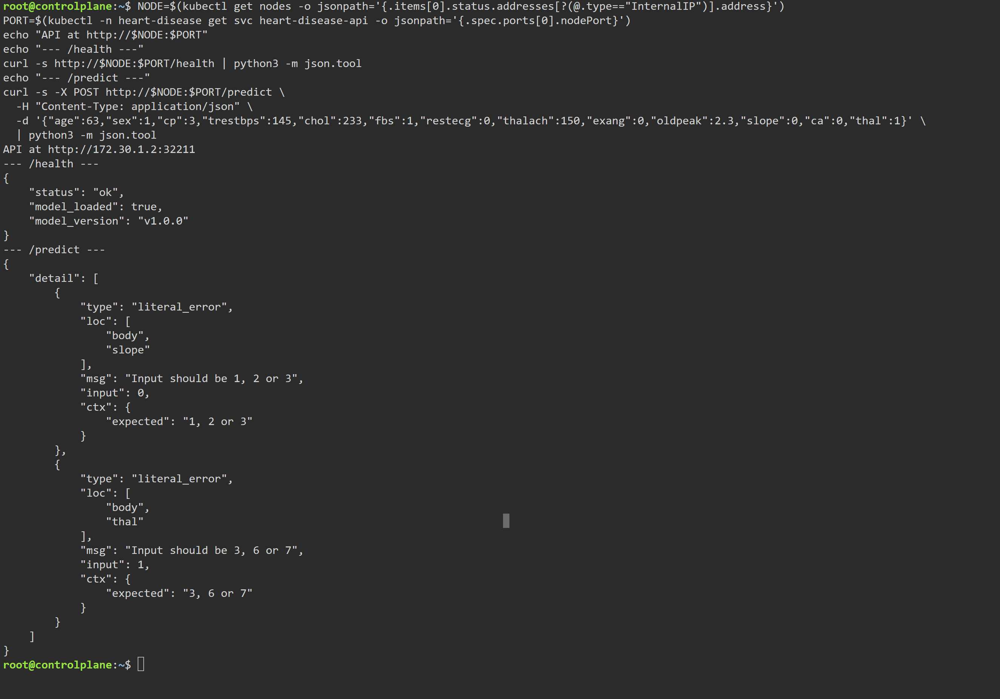 root@controlplane:~$ NODE=$(kubectl get nodes -o jsonpath='{.items[0].status.addresses[?(@.type=="InternalIP")].address}')
PORT=$(kubectl -n heart-disease get svc heart-disease-api -o jsonpath='{.spec.ports[0].nodePort}')
echo "API at http://$NODE:$PORT"
echo "--- /health ---"
curl -s http://$NODE:$PORT/health | python3 -m json.tool
echo "--- /predict ---"
curl -s -X POST http://$NODE:$PORT/predict \
  -H "Content-Type: application/json" \
  -d '{"age":63,"sex":1,"cp":3,"trestbps":145,"chol":233,"fbs":1,"restecg":0,"thalach":150,"exang":0,"oldpeak":2.3,"slope":0,"ca":0,"thal":1}' \
  | python3 -m json.tool
API at http://172.30.1.2:32211
--- /health ---
{
    "status": "ok",
    "model_loaded": true,
    "model_version": "v1.0.0"
}
--- /predict ---
{
    "detail": [
        {
            "type": "literal_error",
            "loc": [
                "body",
                "slope"
            ],
            "msg": "Input should be 1, 2 or 3",
            "input": 0,
            "ctx": {
                "expected": "1, 2 or 3"
            }
        },
        {
            "type": "literal_error",
            "loc": [
                "body",
                "thal"
            ],
            "msg": "Input should be 3, 6 or 7",
            "input": 1,
            "ctx": {
                "expected": "3, 6 or 7"
            }
        }
    ]
}
root@controlplane:~$